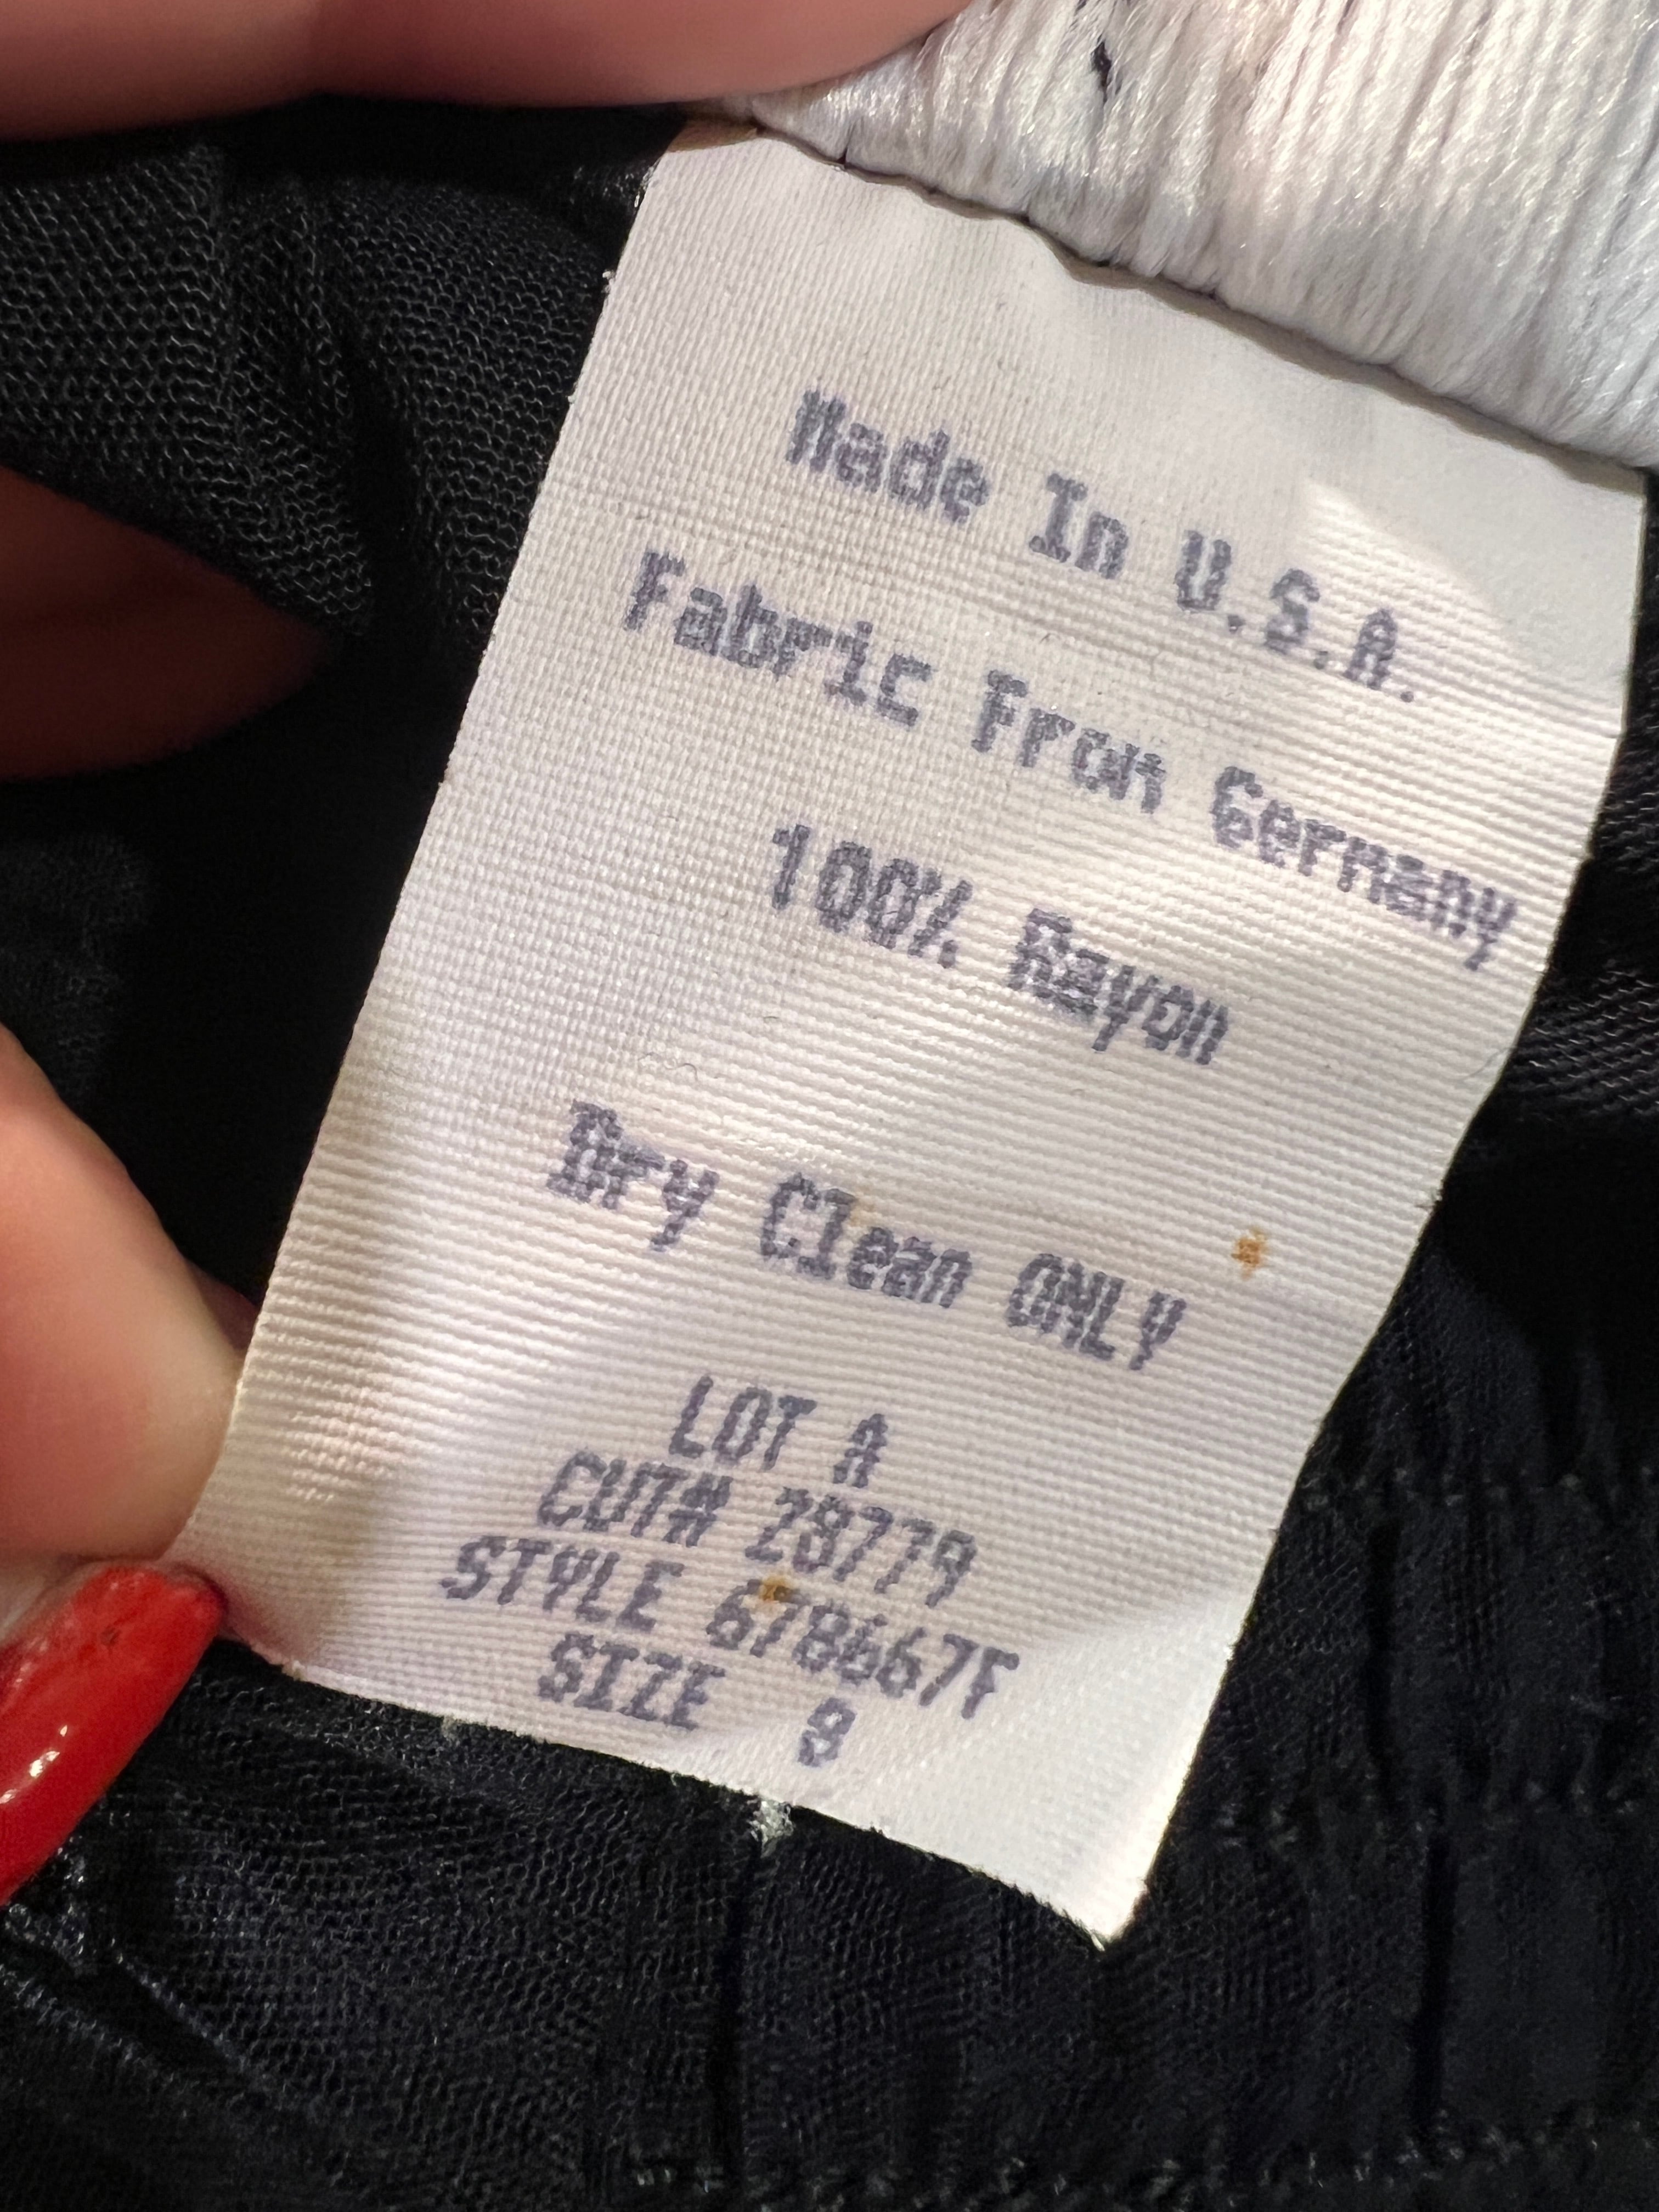 Made In U.S.A.
Fabric From Germany
100% Rayon
Dry Clean ONLY
LOT A
CUT# 28779
STYLE 678667F
SIZE 8